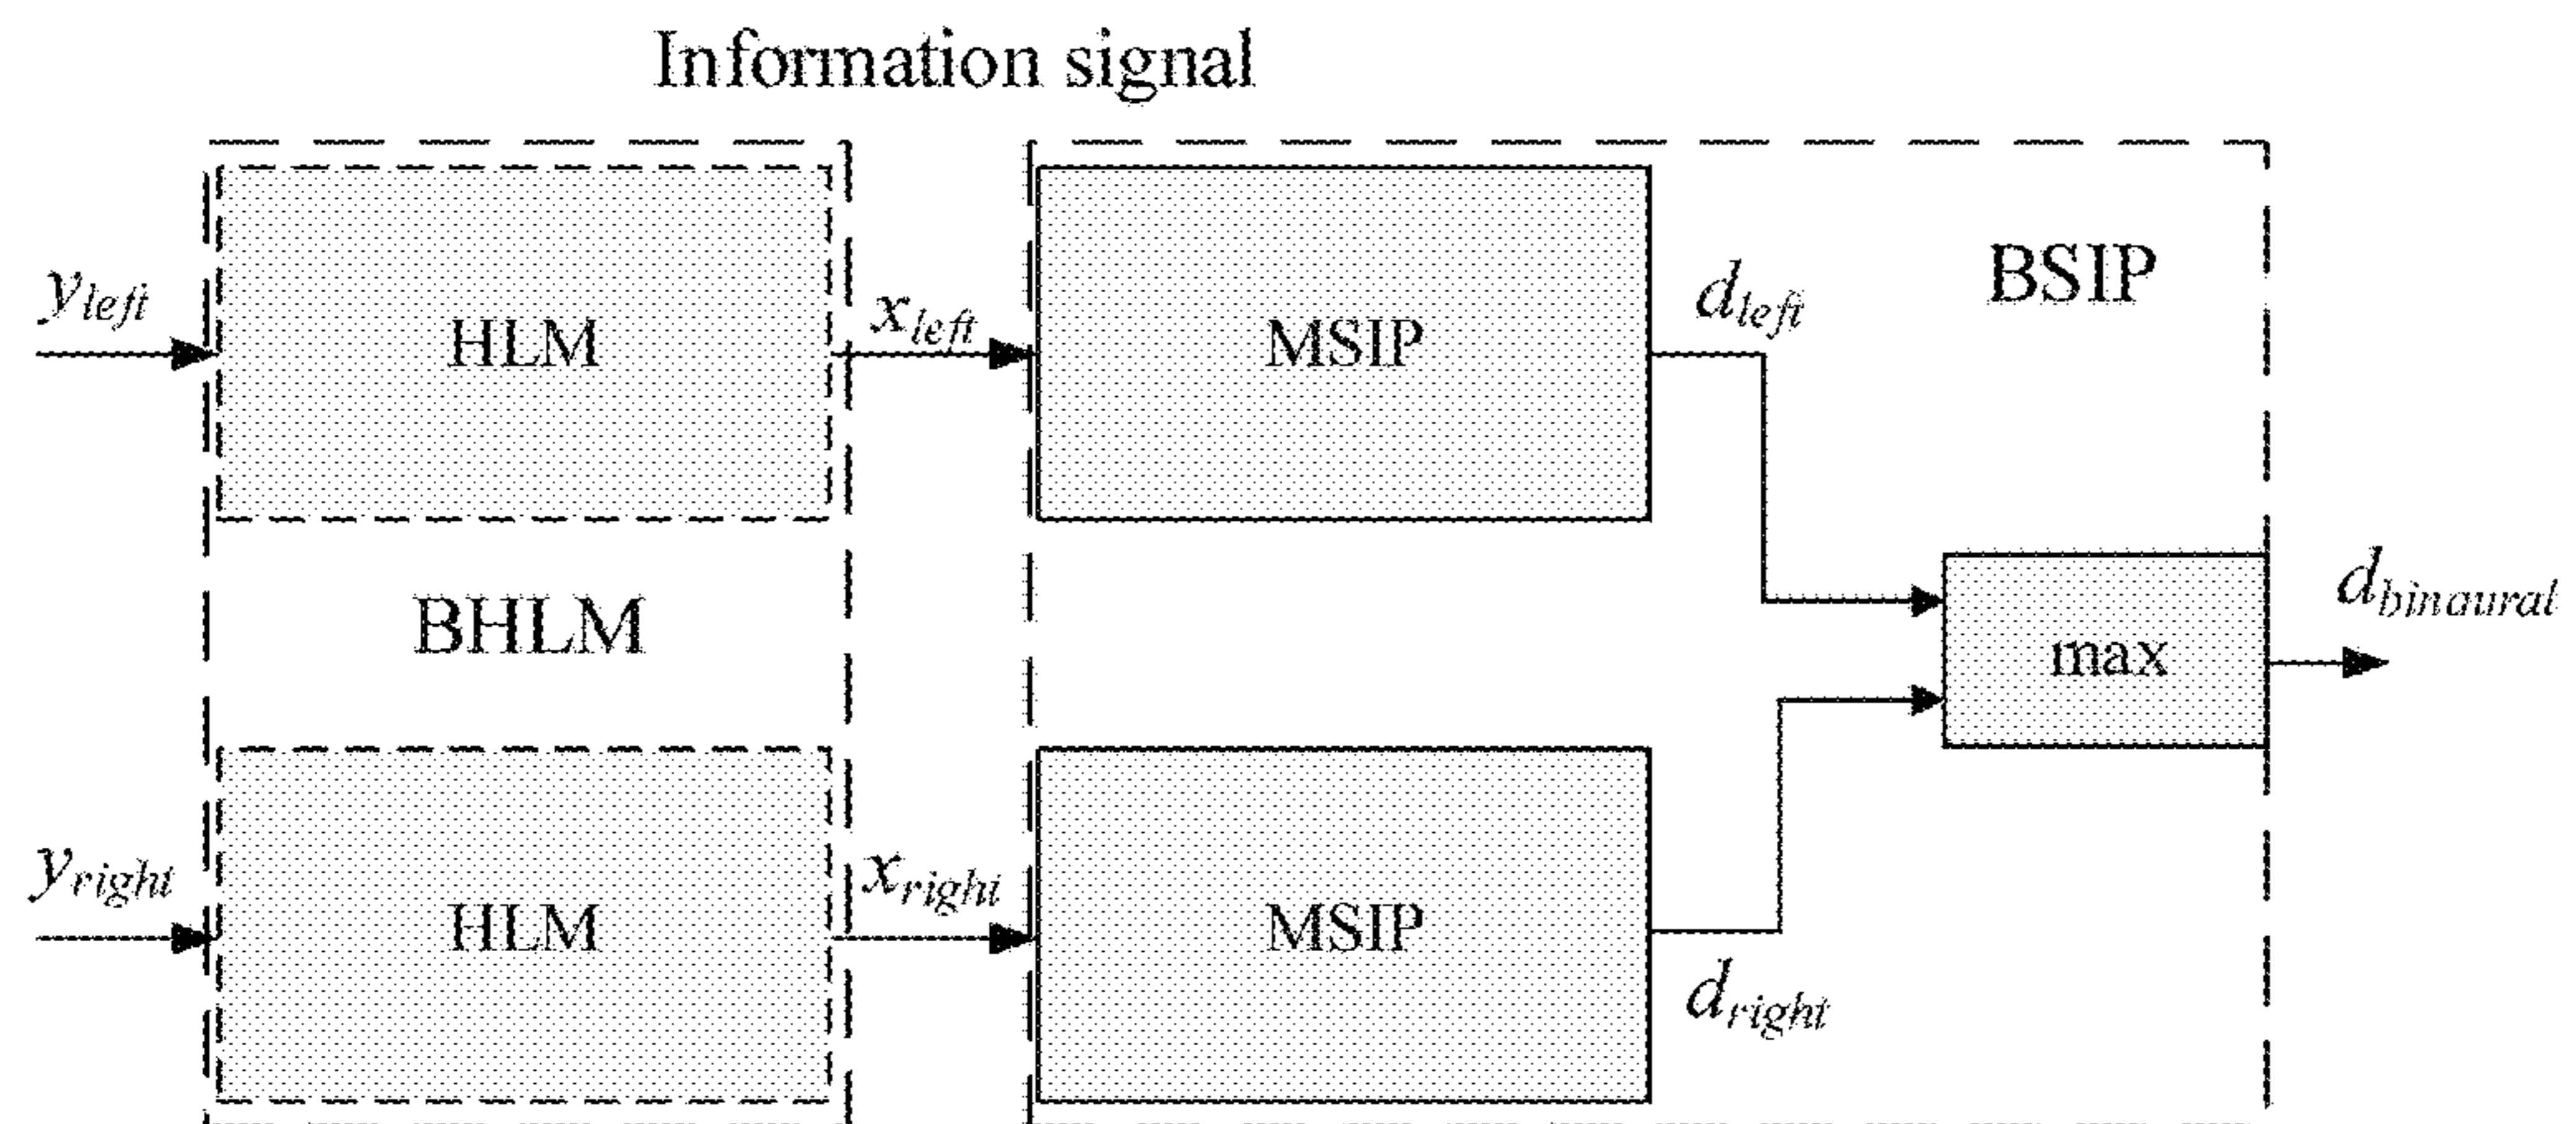 Information signal
BSIP
y_left
HLM
x_left
MSIP
d_left
BHLM
max
d_binaural
y_right
HLM
x_right
MSIP
d_right